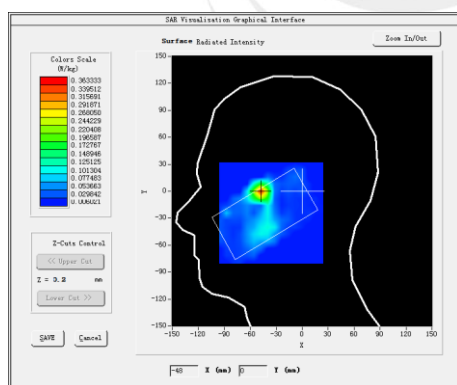 SAR Visualisation Graphical Interface
Surface Radiated Intensity
Zoom In/Out
Colors Scale
(W/kg)
0.363333
0.339512
0.315691
0.291871
0.268050
0.244229
0.220408
0.196587
0.172767
0.148946
0.125125
0.101304
0.077483
0.053663
0.029842
0.006021
Z-Cuts Control
<< Upper Cut
Z = 3.2 mm
Lower Cut >>
SAVE Cancel
150
120
90
60
30
0
-30
-60
-90
-120
-150
Y
-150 -120 -90 -60 -30 0 30 60 90 120 150
X
-48 X (mm) 0 Y (mm)